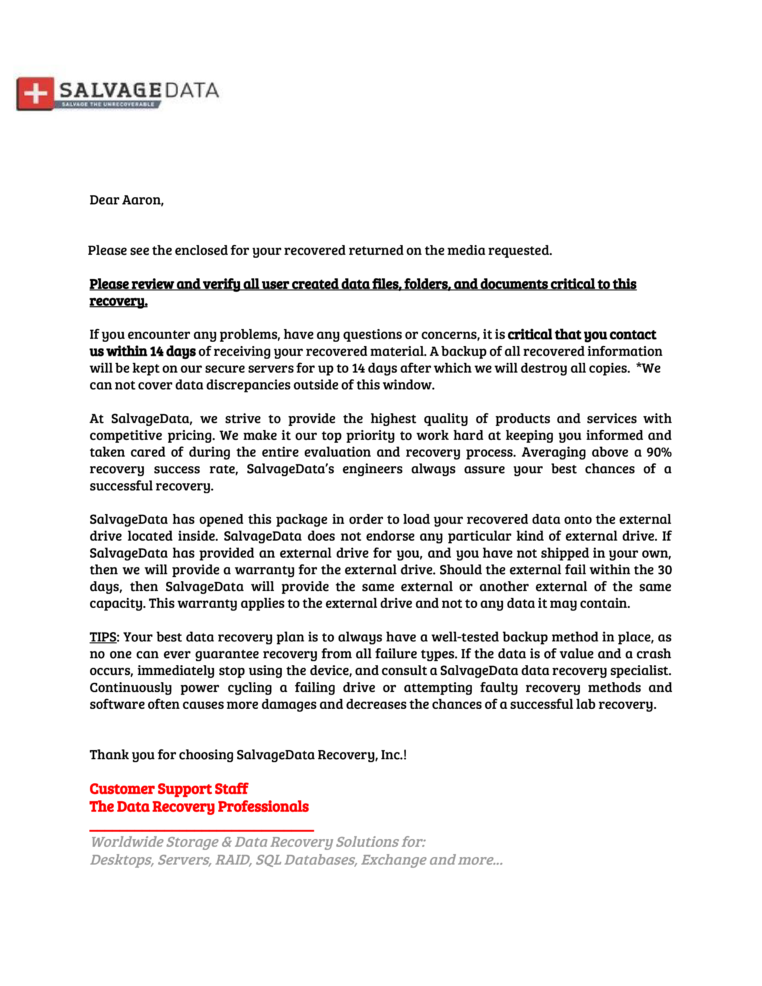 SALVAGEDATA
SALVAGE THE UNRECOVERABLE
Dear Aaron,
Please see the enclosed for your recovered returned on the media requested.
Please review and verify all user created data files, folders, and documents critical to this
recovery.
If you encounter any problems, have any questions or concerns, it is critical that you contact
us within 14 days of receiving your recovered material. A backup of all recovered information
will be kept on our secure servers for up to 14 days after which we will destroy all copies. *We
can not cover data discrepancies outside of this window.
At SalvageData, we strive to provide the highest quality of products and services with
competitive pricing. We make it our top priority to work hard at keeping you informed and
taken cared of during the entire evaluation and recovery process. Averaging above a 90%
recovery success rate, SalvageData's engineers always assure your best chances of a
successful recovery.
SalvageData has opened this package in order to load your recovered data onto the external
drive located inside. SalvageData does not endorse any particular kind of external drive. If
SalvageData has provided an external drive for you, and you have not shipped in your own,
then we will provide a warranty for the external drive. Should the external fail within the 30
days, then SalvageData will provide the same external or another external of the same
capacity. This warranty applies to the external drive and not to any data it may contain.
TIPS: Your best data recovery plan is to always have a well-tested backup method in place, as
no one can ever guarantee recovery from all failure types. If the data is of value and a crash
occurs, immediately stop using the device, and consult a SalvageData data recovery specialist.
Continuously power cycling a failing drive or attempting faulty recovery methods and
software often causes more damages and decreases the chances of a successful lab recovery.
Thank you for choosing SalvageData Recovery, Inc.!
Customer Support Staff
The Data Recovery Professionals
Worldwide Storage & Data Recovery Solutions for:
Desktops, Servers, RAID, SQL Databases, Exchange and more...